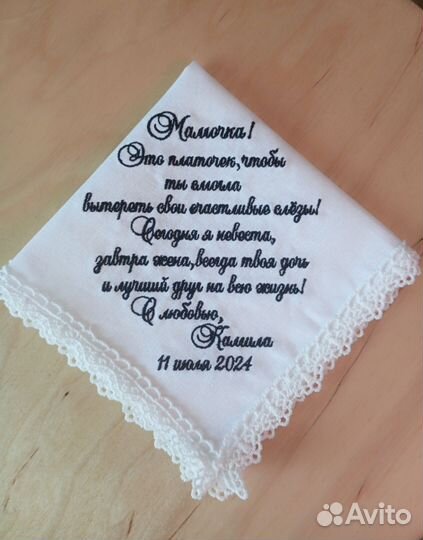 Мамочка!
Это платочек, чтобы
ты смогла
вытереть свои счастливые слёзы!
Сегодня я невеста,
завтра жена, всегда твоя дочь
и лучший друг на всю жизнь!
С любовью,
Камила
11 июля 2024
Avito